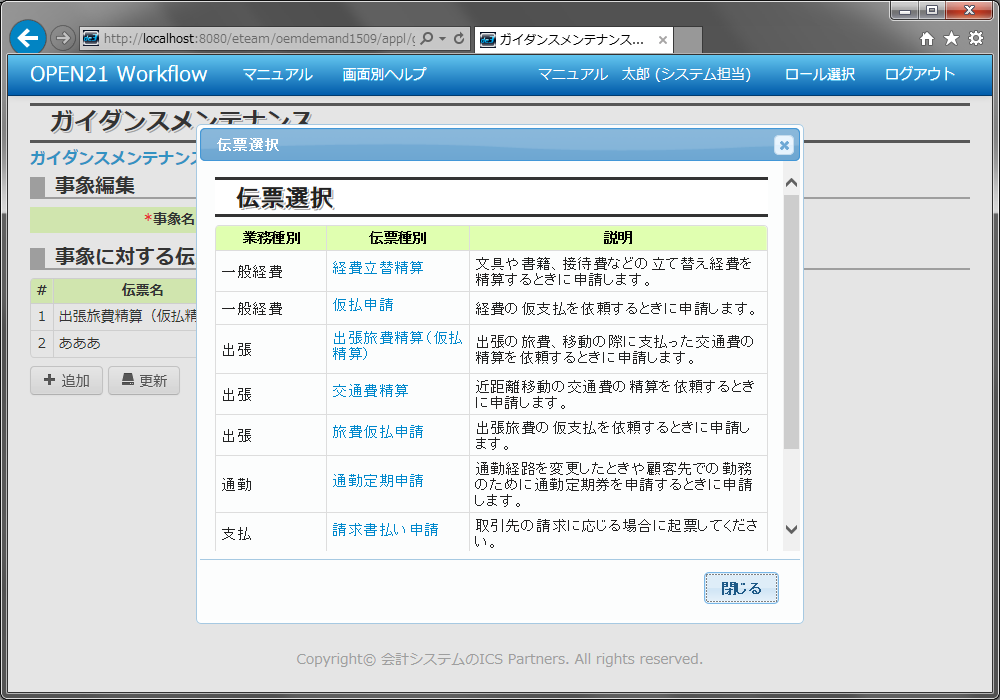 http://localhost:8080/eteam/oemdemand1509/appl/
ガイダンスメンテナンス...
OPEN21 Workflow マニュアル 画面別ヘルプ マニュアル 太郎 (システム担当) ロール選択 ログアウト
ガイダンスメンテナンス
ガイダンスメンテナンス
事象編集
*事象名
事象に対する伝
# 伝票名
1 出張旅費精算（仮払精
2 あああ
追加 更新
伝票選択
伝票選択
業務種別 伝票種別 説明
一般経費 経費立替精算 文具や書籍、接待費などの立て替え経費を
精算するときに申請します。
一般経費 仮払申請 経費の仮支払を依頼するときに申請します。
出張 出張旅費精算（仮払
精算） 出張の旅費、移動の際に支払った交通費の
精算を依頼するときに申請します。
出張 交通費精算 近距離移動の交通費の精算を依頼するとき
に申請します。
出張 旅費仮払申請 出張旅費の仮支払を依頼するときに申請し
ます。
通勤 通勤定期申請 通勤経路を変更したときや顧客先での勤務
のために通勤定期券を申請するときに申請
します。
支払 請求書払い申請 取引先の請求に応じる場合に起票してくださ
い。
閉じる
Copyright© 会計システムのICS Partners. All rights reserved.